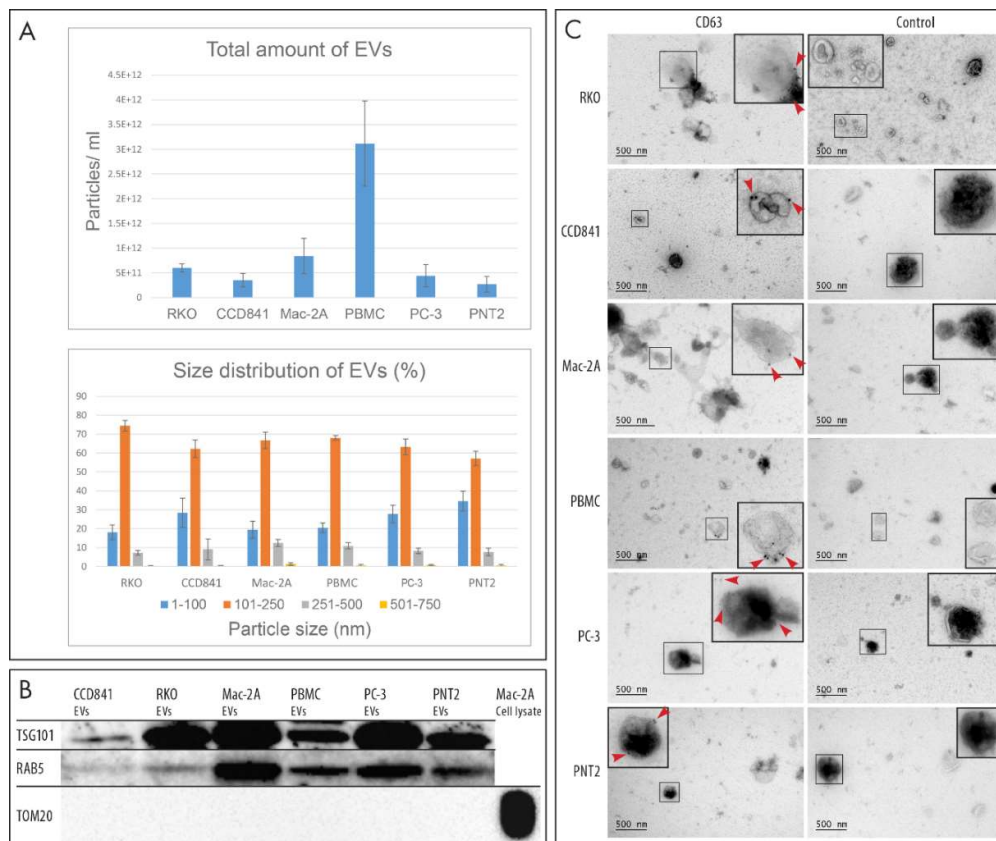 A
Total amount of EVs
Particles/ ml
4.5E+12
4E+12
3.5E+12
3E+12
2.5E+12
2E+12
1.5E+12
1E+12
5E+11
0
RKO CCD841 Mac-2A PBMC PC-3 PNT2
Size distribution of EVs (%)
90
80
70
60
50
40
30
20
10
0
RKO CCD841 Mac-2A PBMC PC-3 PNT2
1-100 101-250 251-500 501-750
Particle size (nm)
B
CCD841 RKO Mac-2A PBMC PC-3 PNT2 Mac-2A
EVs EVs EVs EVs EVs EVs Cell lysate
TSG101
RAB5
TOM20
C
CD63 Control
RKO
500 nm 500 nm
CCD841
500 nm 500 nm
Mac-2A
500 nm 500 nm
PBMC
500 nm 500 nm
PC-3
500 nm 500 nm
PNT2
500 nm 500 nm